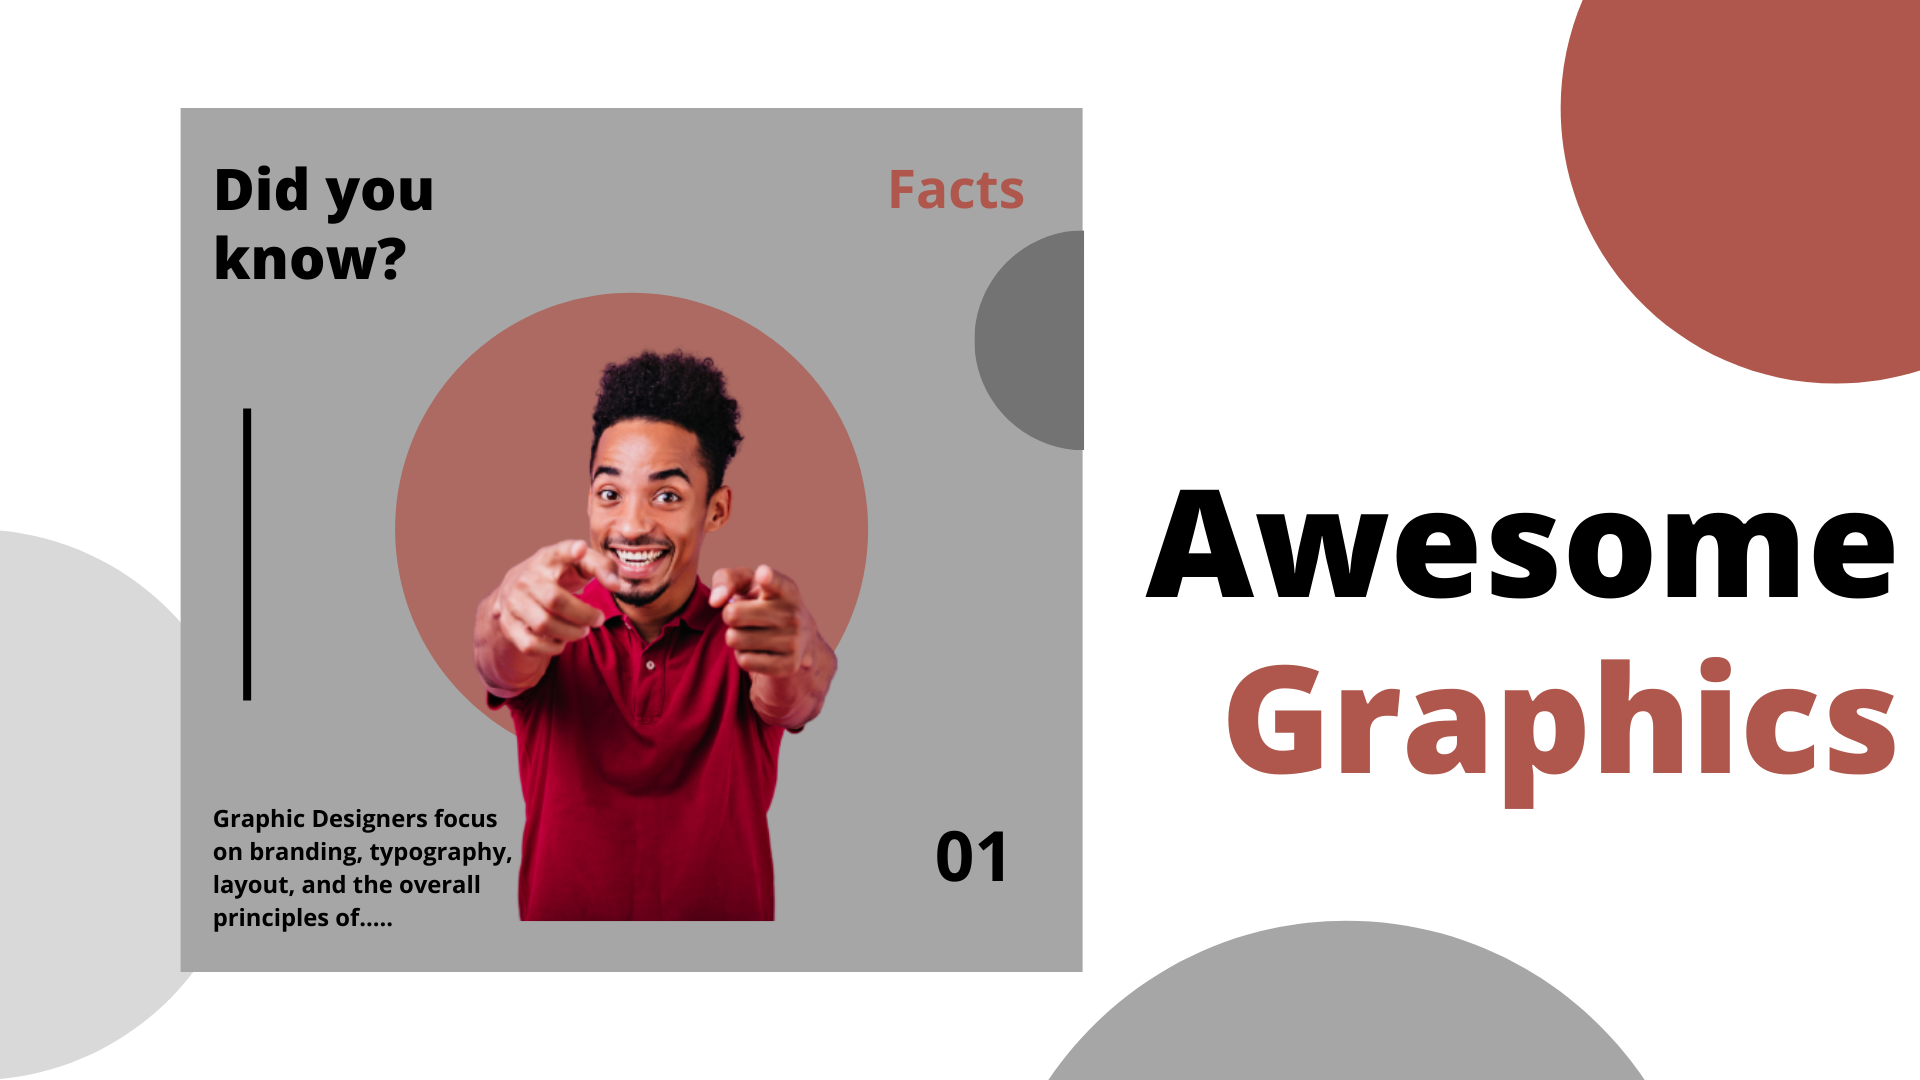 Did you
know?
Facts
Graphic Designers focus
on branding, typography,
layout, and the overall
principles of.....
01
Awesome
Graphics